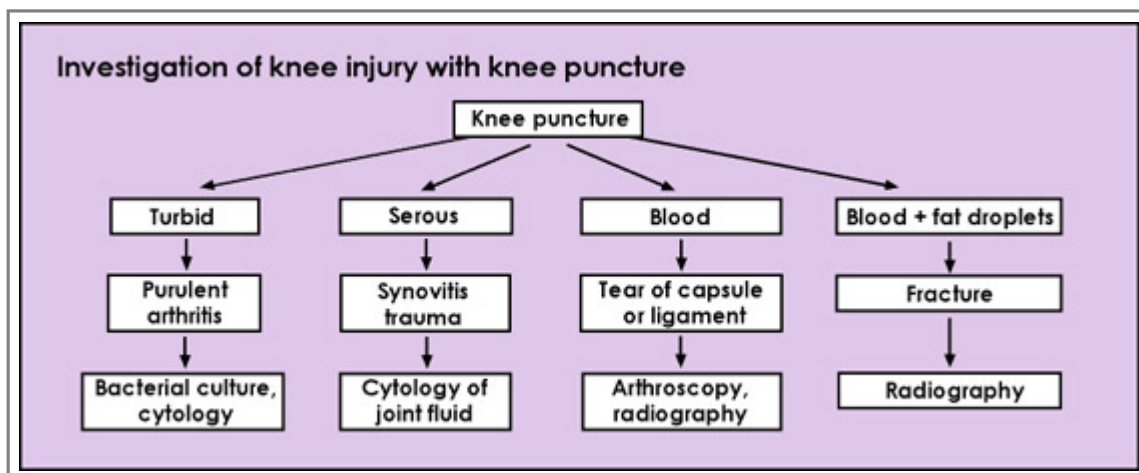 Investigation of knee injury with knee puncture
Knee puncture
Turbid
Serous
Blood
Blood + fat droplets
Purulent
arthritis
Synovitis
trauma
Tear of capsule
or ligament
Fracture
Bacterial culture,
cytology
Cytology of
joint fluid
Arthroscopy,
radiography
Radiography